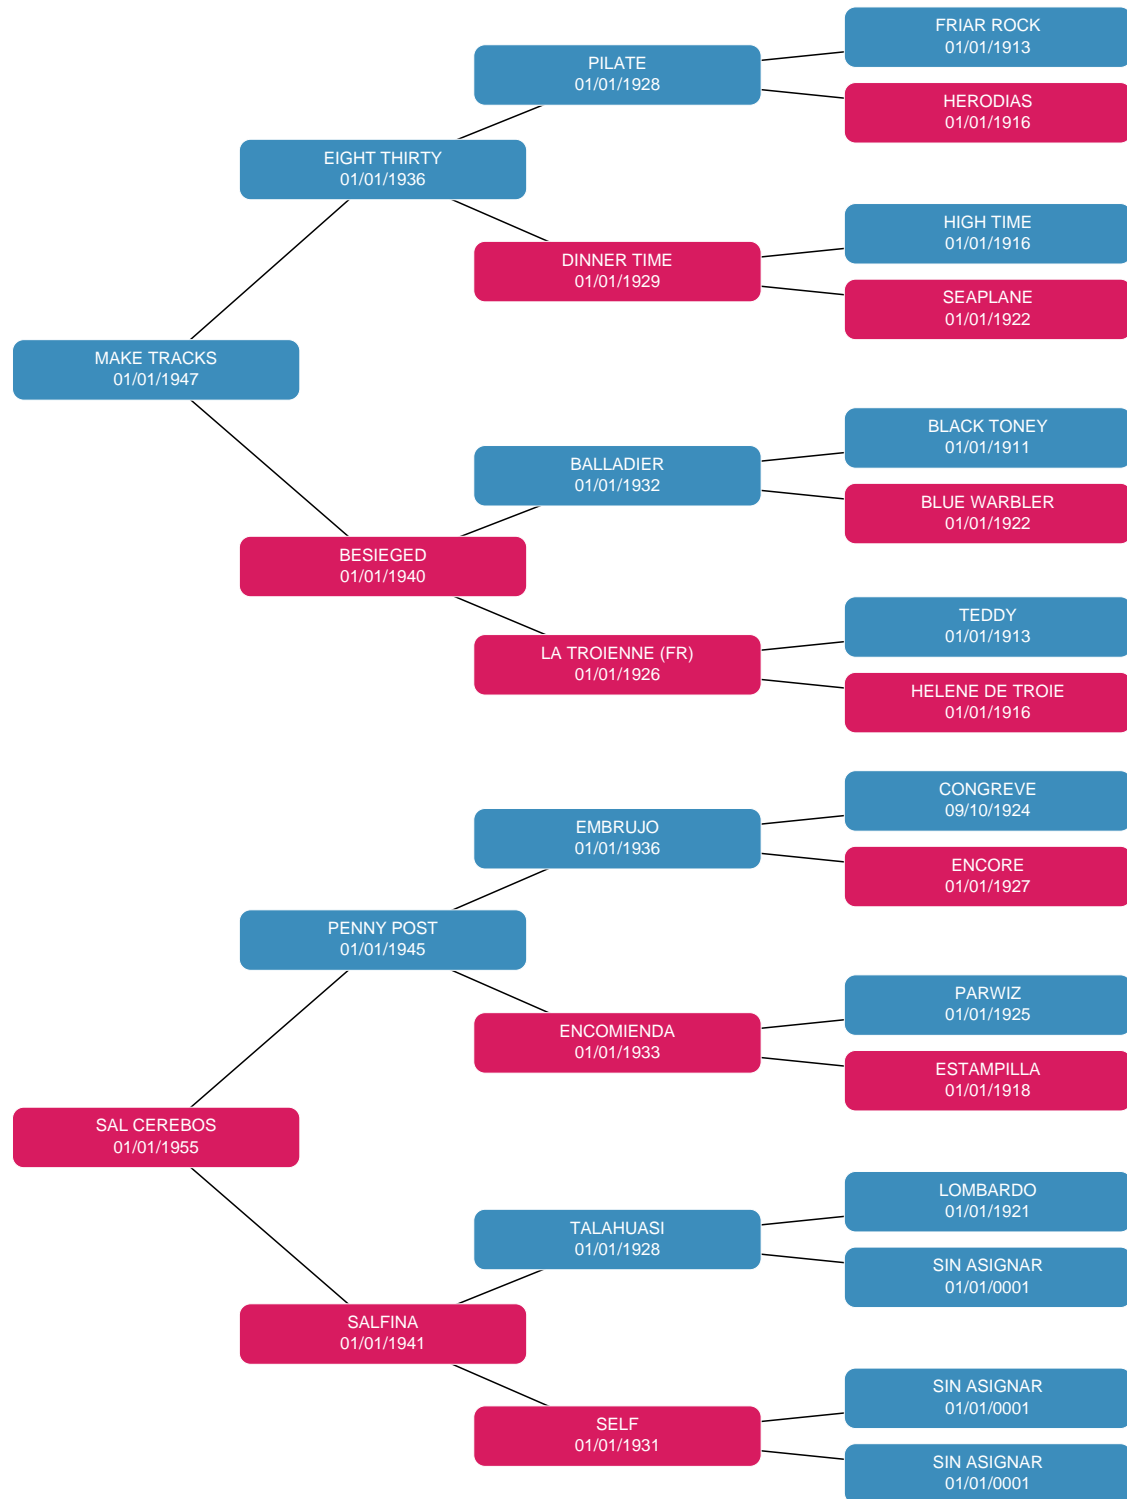 FRIAR ROCK
01/01/1913
PILATE
01/01/1928
HERODIAS
01/01/1916
EIGHT THIRTY
01/01/1936
HIGH TIME
01/01/1916
DINNER TIME
01/01/1929
SEAPLANE
01/01/1922
MAKE TRACKS
01/01/1947
BLACK TONEY
01/01/1911
BALLADIER
01/01/1932
BLUE WARBLER
01/01/1922
BESIEGED
01/01/1940
TEDDY
01/01/1913
LA TROIENNE (FR)
01/01/1926
HELENE DE TROIE
01/01/1916
CONGREVE
09/10/1924
EMBRUJO
01/01/1936
ENCORE
01/01/1927
PENNY POST
01/01/1945
PARWIZ
01/01/1925
ENCOMIENDA
01/01/1933
ESTAMPILLA
01/01/1918
SAL CEREBOS
01/01/1955
LOMBARDO
01/01/1921
TALAHUASI
01/01/1928
SIN ASIGNAR
01/01/0001
SALFINA
01/01/1941
SIN ASIGNAR
01/01/0001
SELF
01/01/1931
SIN ASIGNAR
01/01/0001